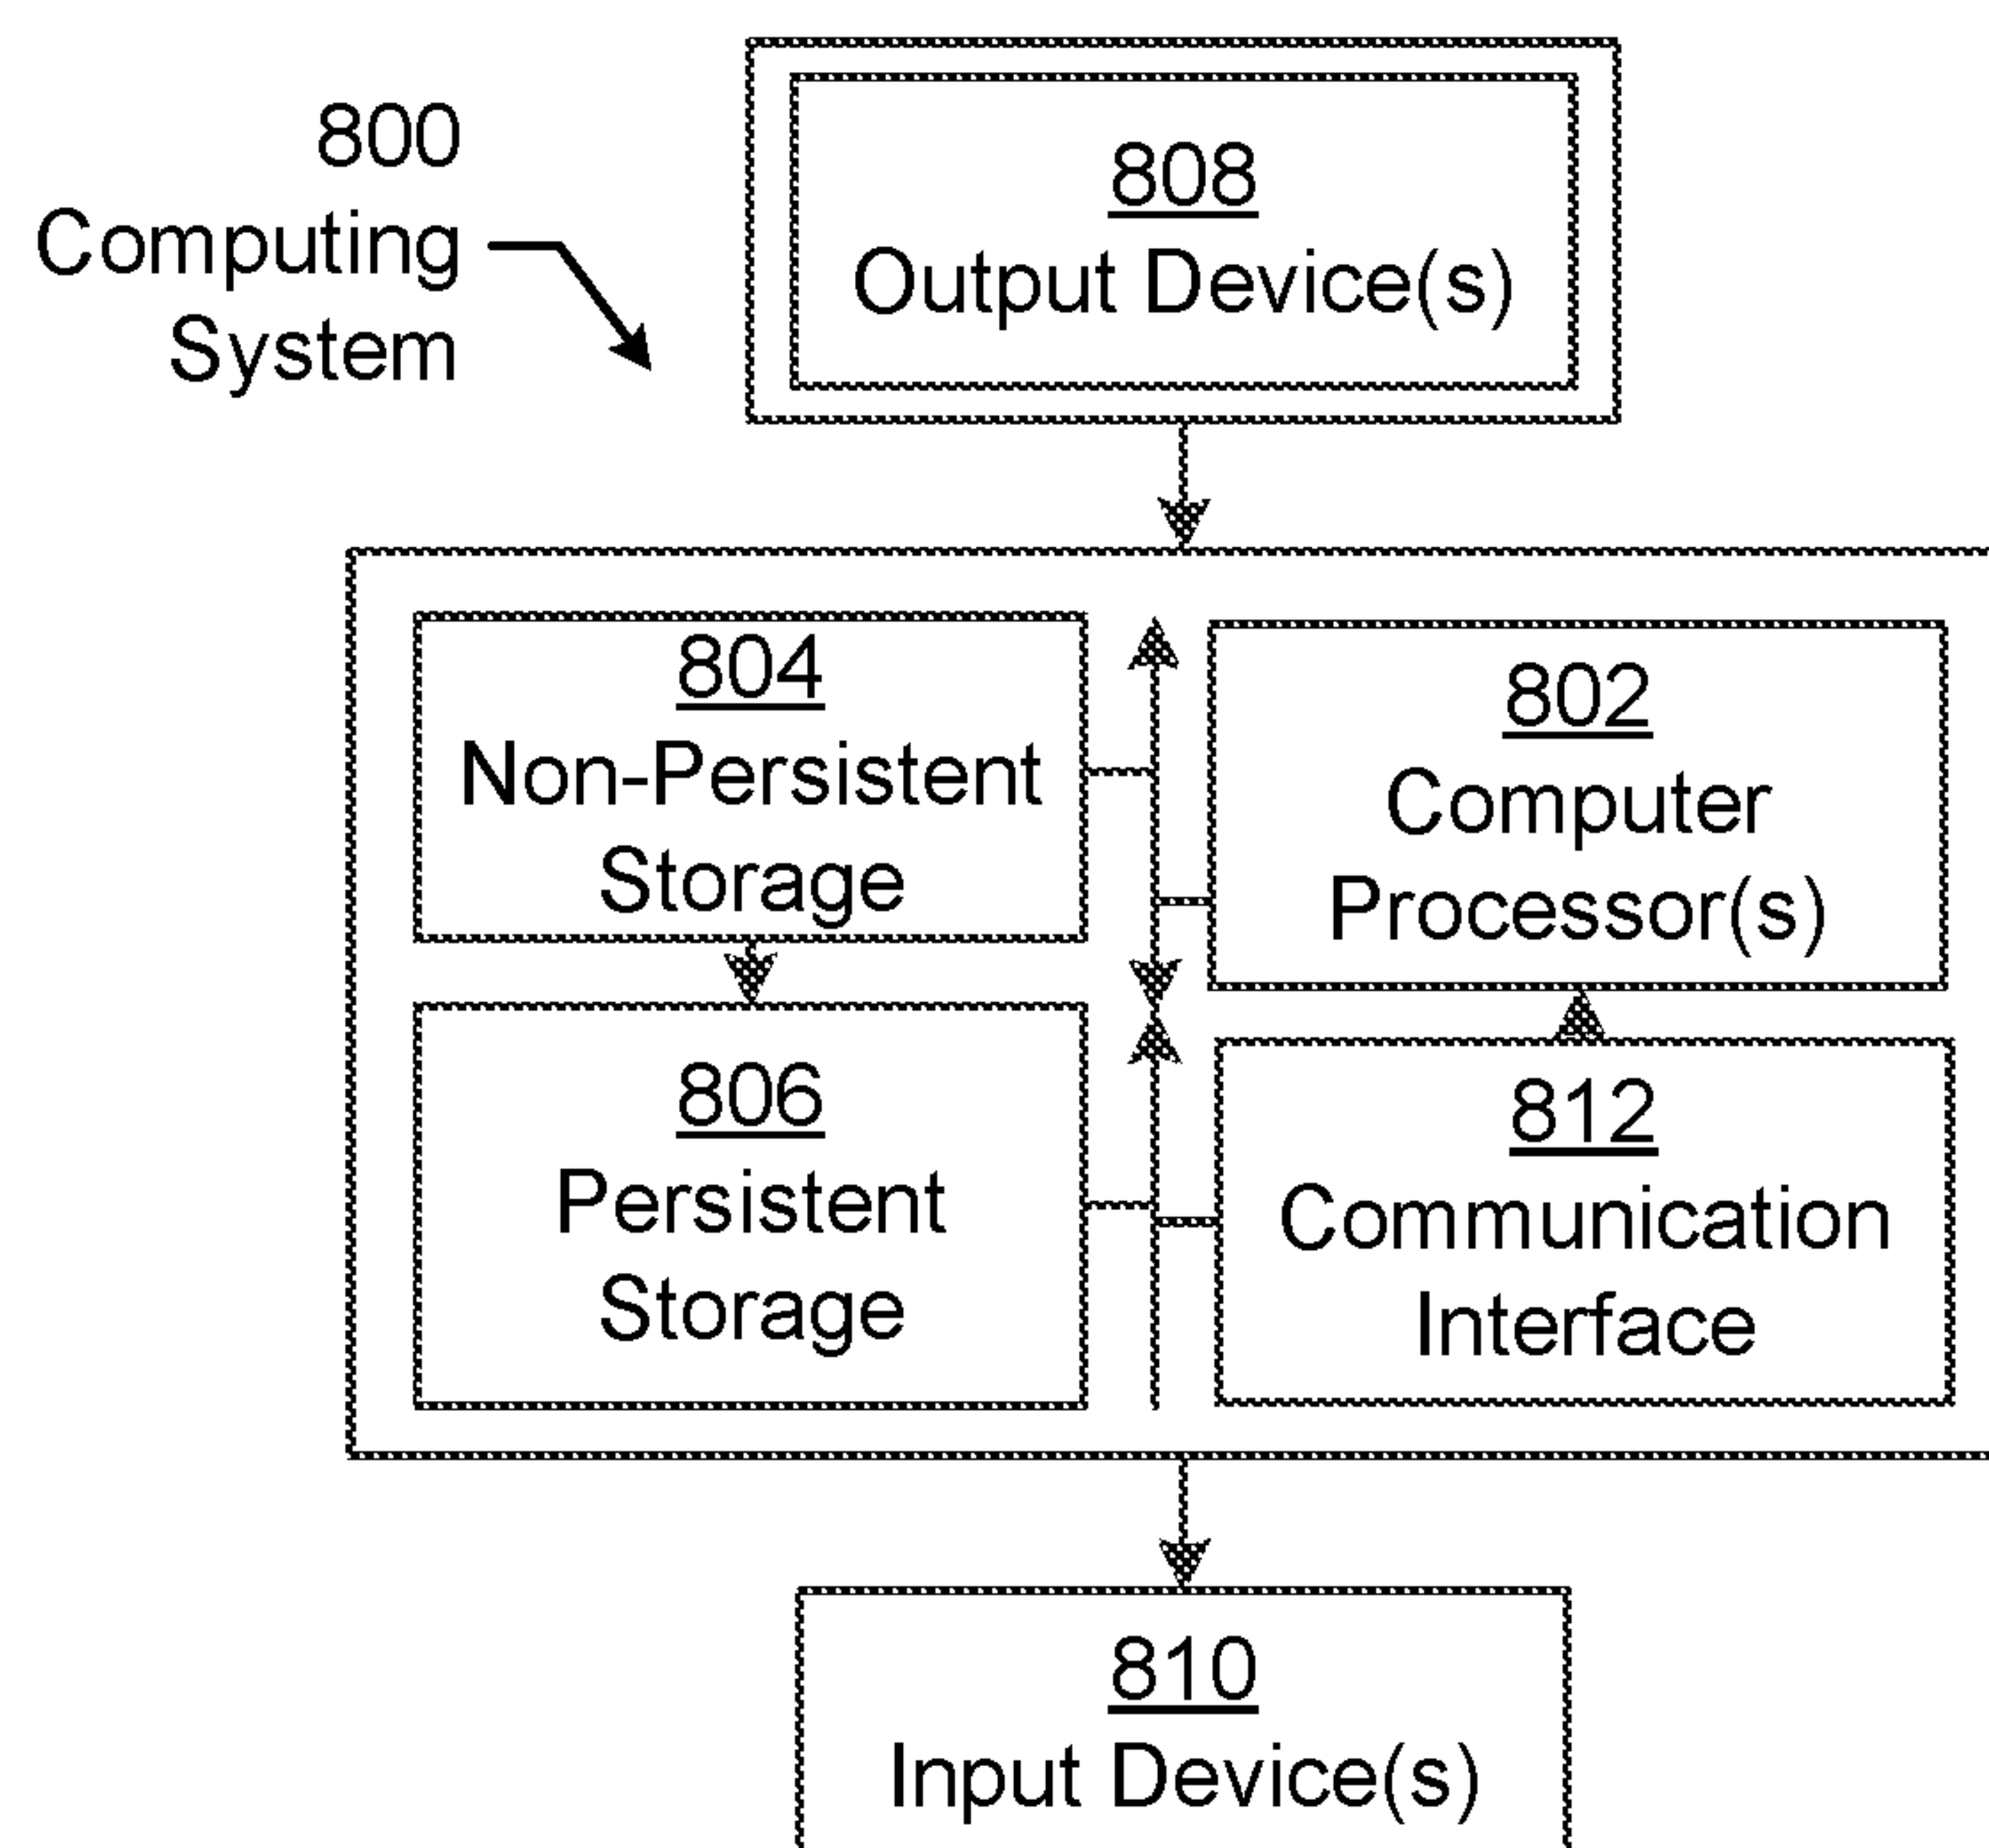 800
Computing
System
808
Output Device(s)
804
Non-Persistent
Storage
802
Computer
Processor(s)
806
Persistent
Storage
812
Communication
Interface
810
Input Device(s)